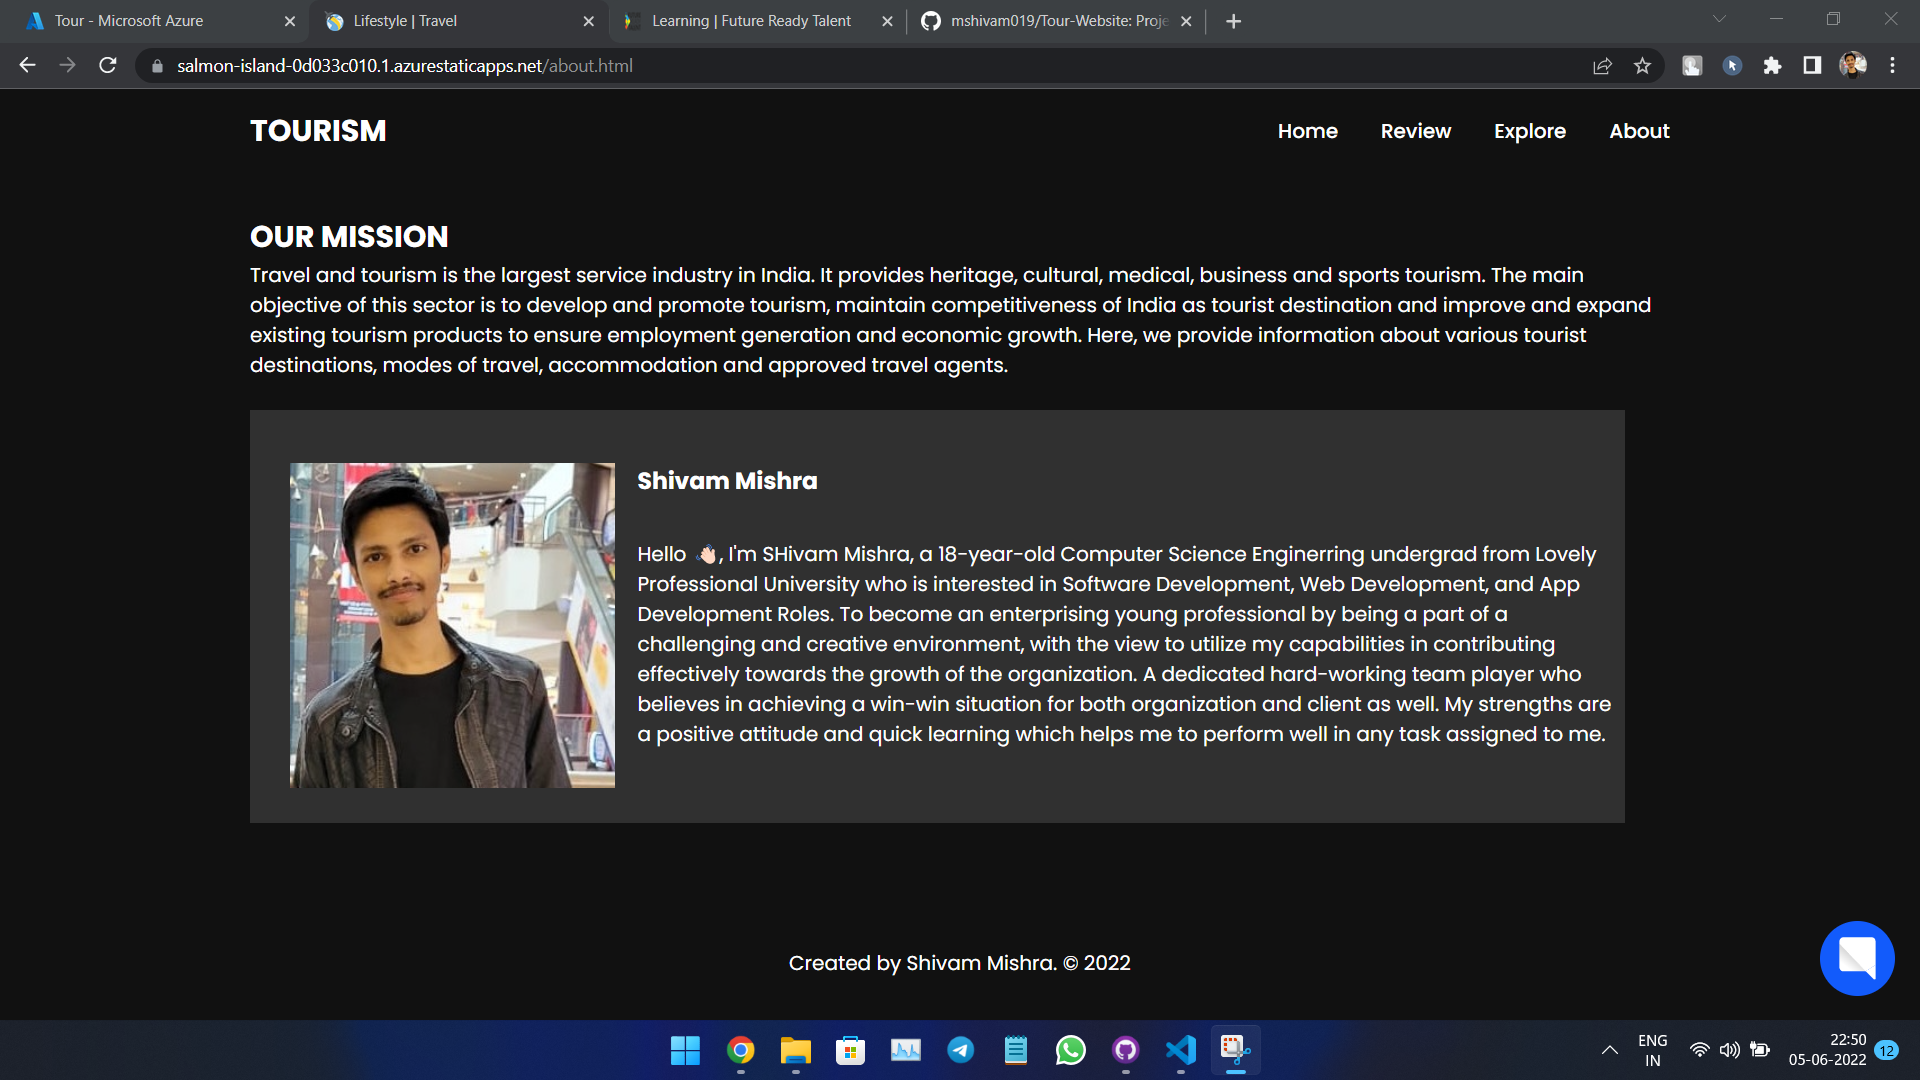 Tour - Microsoft Azure
Lifestyle | Travel
Learning | Future Ready Talent
mshivam019/Tour-Website: Proje
salmon-island-0d033c010.1.azurestaticapps.net/about.html
TOURISM
Home
Review
Explore
About
OUR MISSION
Travel and tourism is the largest service industry in India. It provides heritage, cultural, medical, business and sports tourism. The main
objective of this sector is to develop and promote tourism, maintain competitiveness of India as tourist destination and improve and expand
existing tourism products to ensure employment generation and economic growth. Here, we provide information about various tourist
destinations, modes of travel, accommodation and approved travel agents.
Shivam Mishra
Hello 👋🏻, I'm SHivam Mishra, a 18-year-old Computer Science Enginerring undergrad from Lovely
Professional University who is interested in Software Development, Web Development, and App
Development Roles. To become an enterprising young professional by being a part of a
challenging and creative environment, with the view to utilize my capabilities in contributing
effectively towards the growth of the organization. A dedicated hard-working team player who
believes in achieving a win-win situation for both organization and client as well. My strengths are
a positive attitude and quick learning which helps me to perform well in any task assigned to me.
Created by Shivam Mishra. © 2022
ENG
IN
22:50
05-06-2022
12